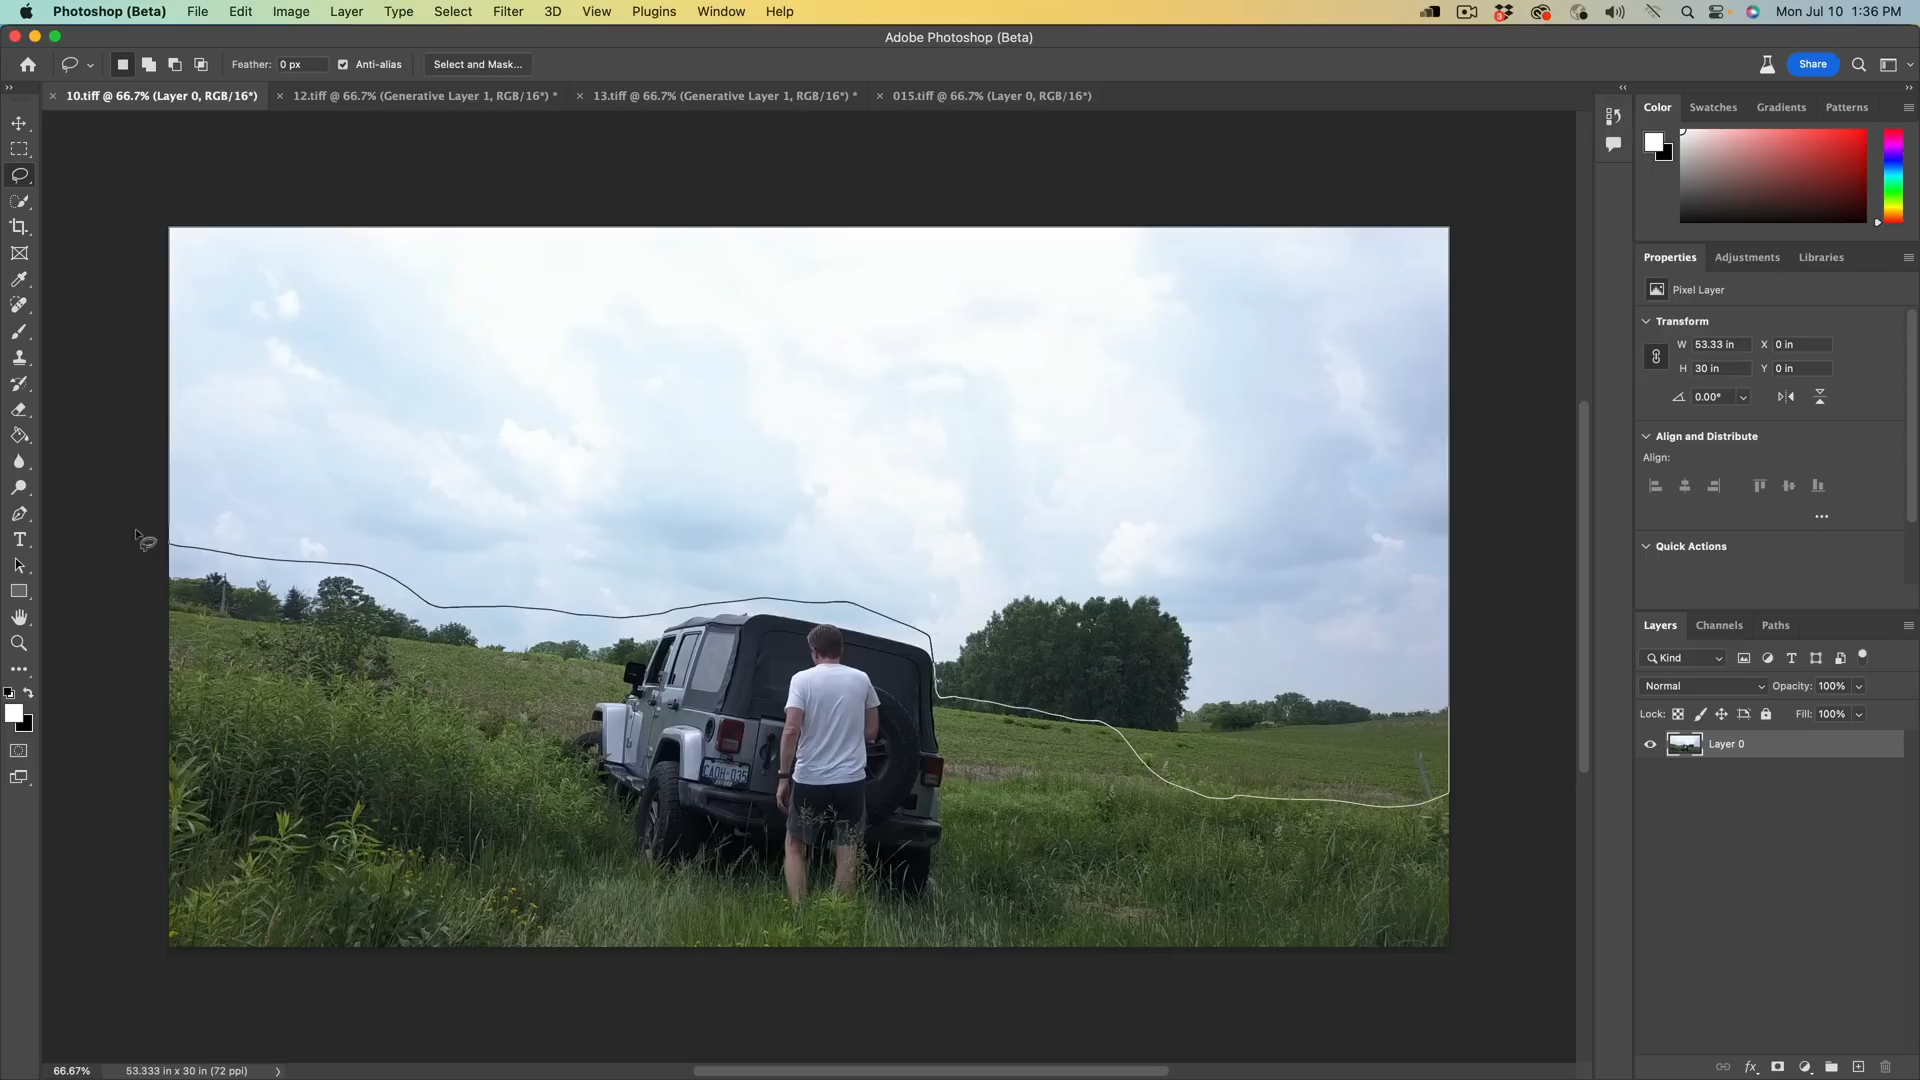 Photoshop (Beta) File Edit Image Layer Type Select Filter 3D View Plugins Window Help Mon Jul 10 1:36 PM
Adobe Photoshop (Beta)
Feather: 0 px Anti-alias Select and Mask... Share
10.tiff @ 66.7% (Layer 0, RGB/16*) 12.tiff @ 66.7% (Generative Layer 1, RGB/16*) * 13.tiff @ 66.7% (Generative Layer 1, RGB/16*) * 015.tiff @ 66.7% (Layer 0, RGB/16*)
Color Swatches Gradients Patterns
Properties Adjustments Libraries
Pixel Layer
Transform
W 53.33 in X 0 in
H 30 in Y 0 in
0.00°
Align and Distribute
Align:
Quick Actions
Layers Channels Paths
Kind
Normal Opacity: 100%
Lock: Fill: 100%
Layer 0
66.67% 53.333 in x 30 in (72 ppi)